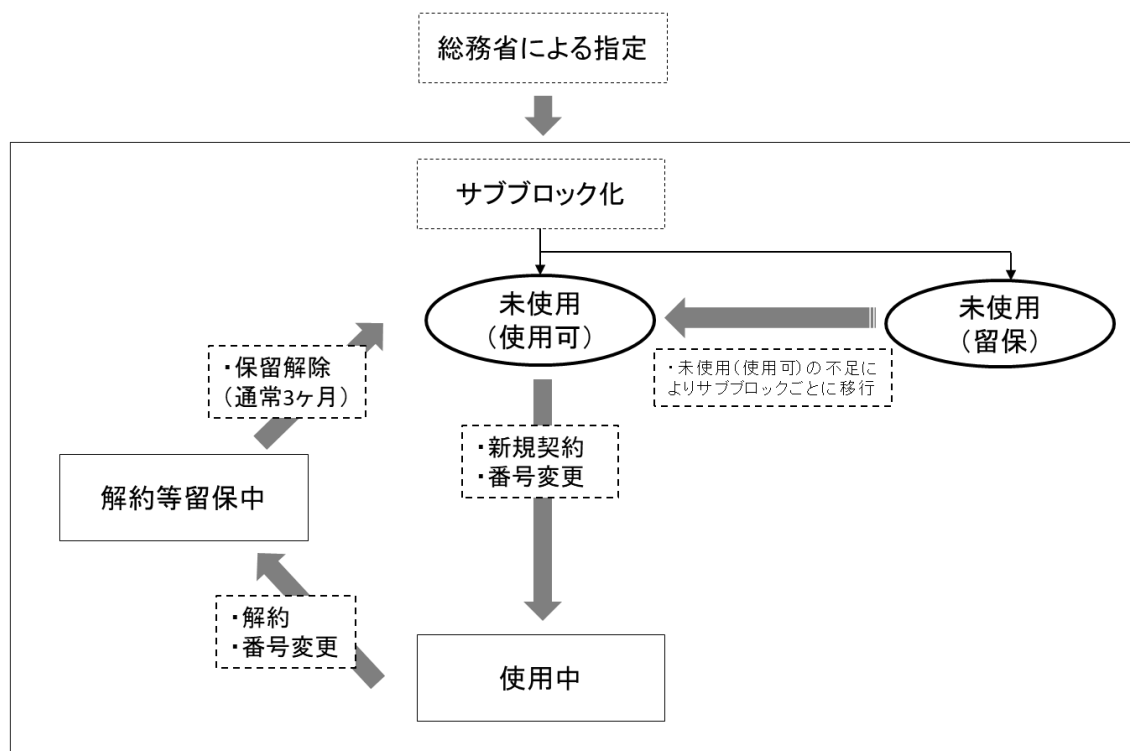 総務省による指定
サブブロック化
未使用
（使用可）
未使用
（留保）
・保留解除
（通常3ヶ月）
・未使用（使用可）の不足に
よりサブブロックごとに移行
・新規契約
・番号変更
解約等留保中
・解約
・番号変更
使用中